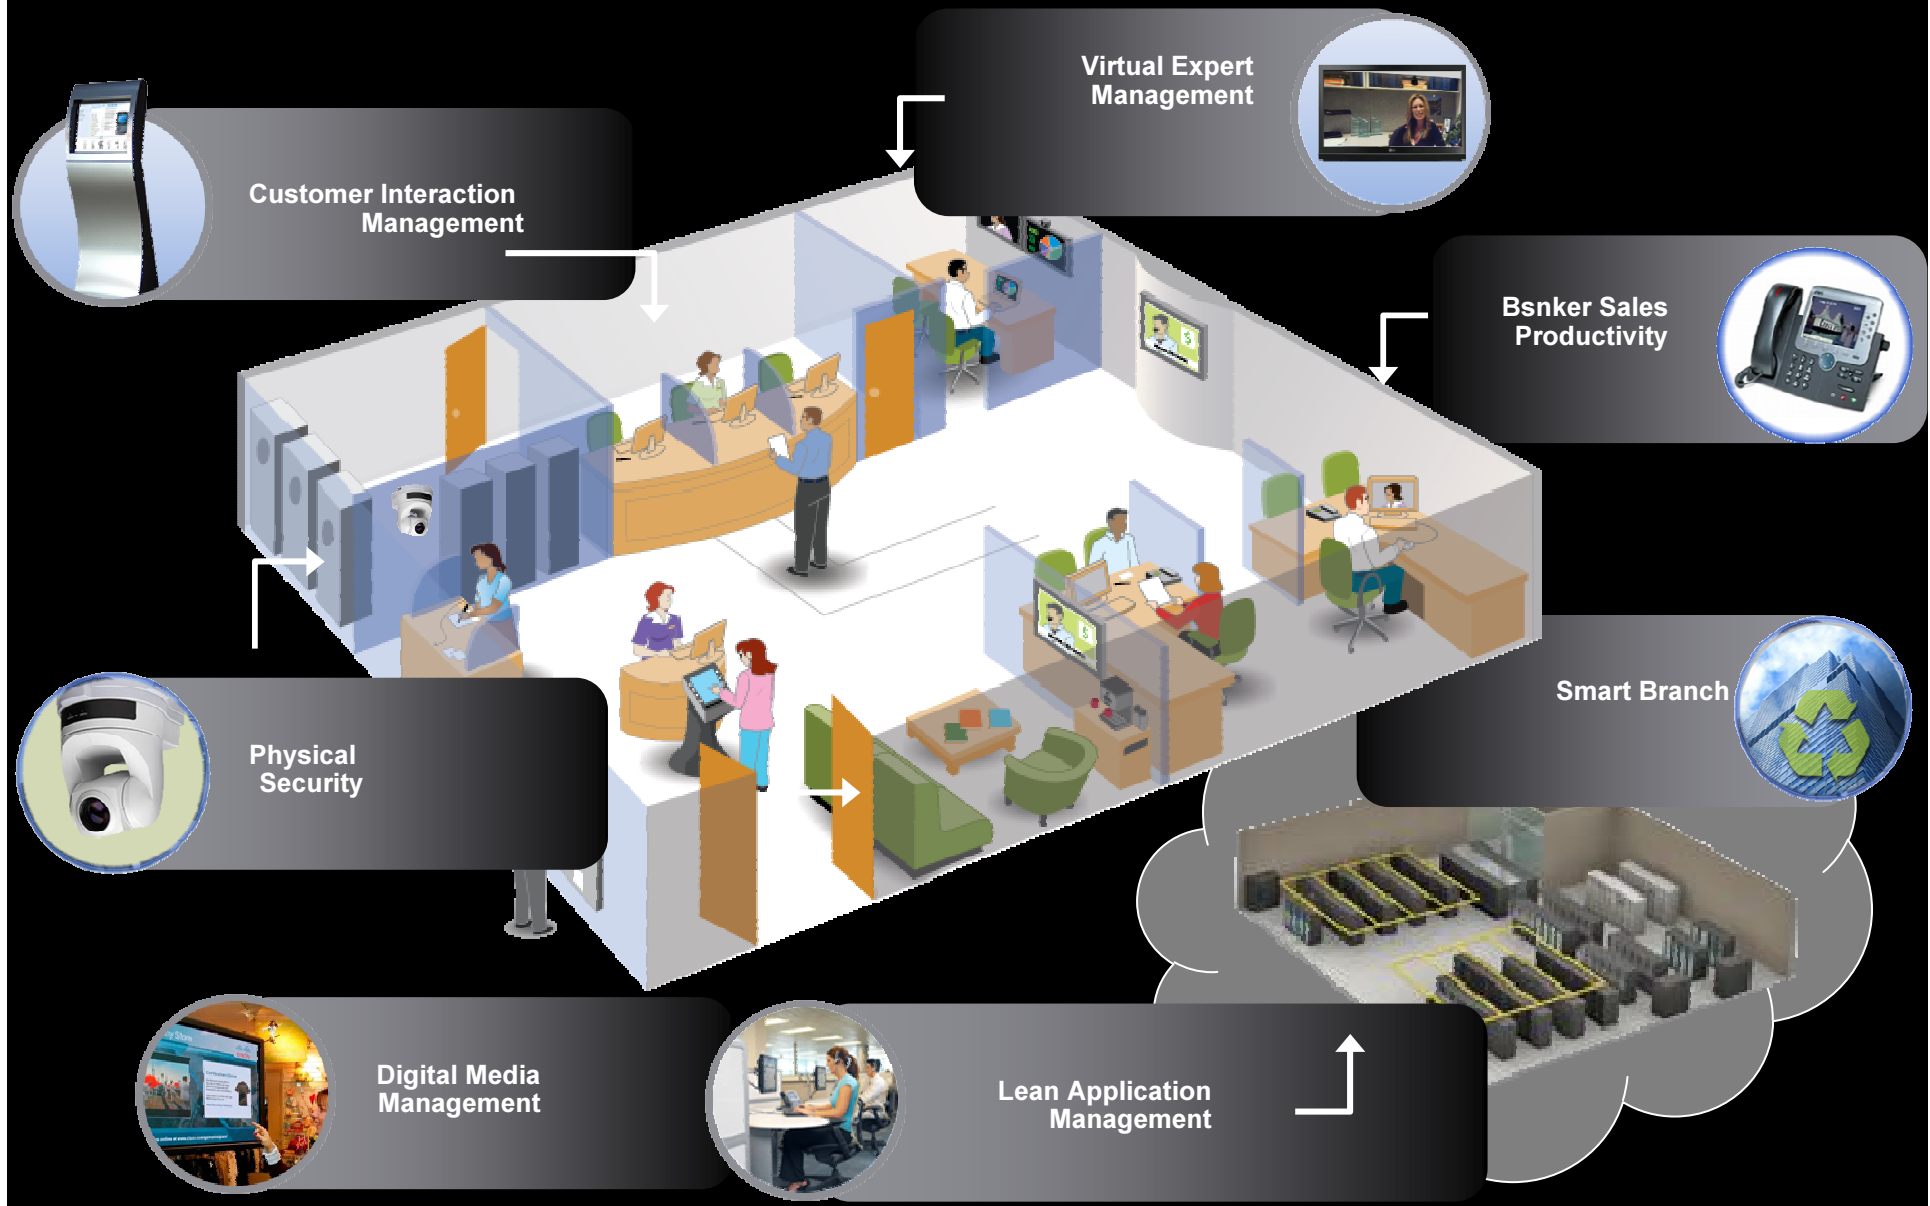 Virtual Expert
Management
Customer Interaction
Management
Bsnker Sales
Productivity
Smart Branch
Physical
Security
Digital Media
Management
Lean Application
Management